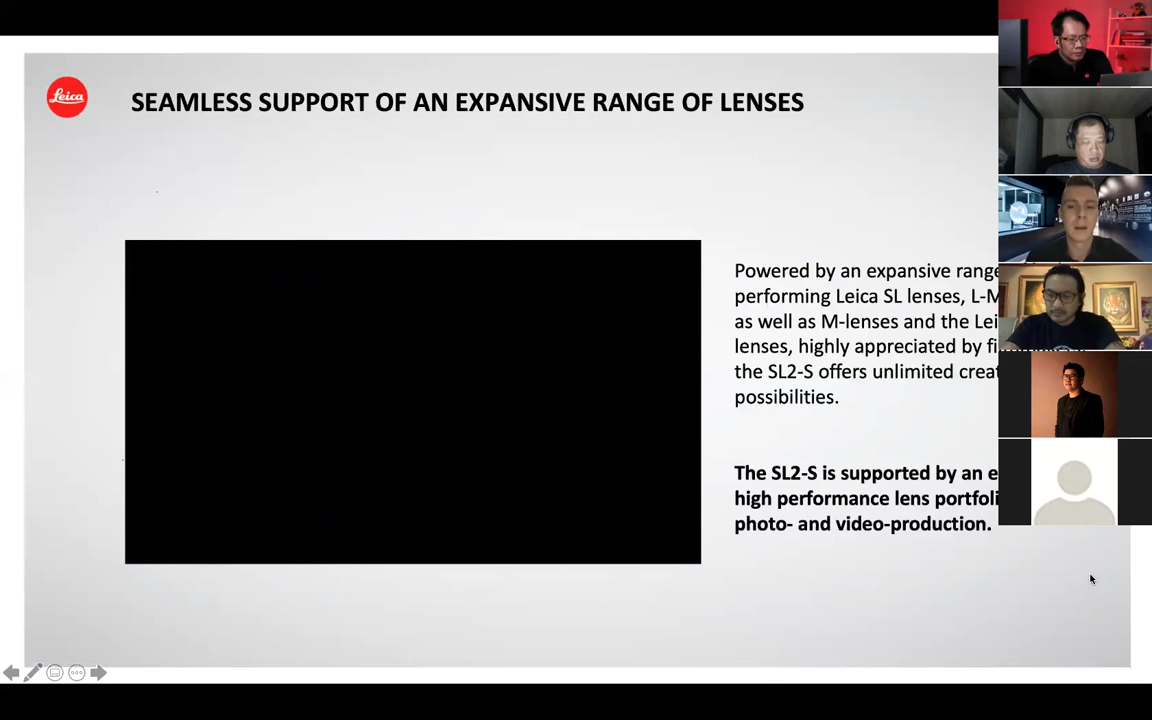 Leica
SEAMLESS SUPPORT OF AN EXPANSIVE RANGE OF LENSES
Powered by an expansive range
performing Leica SL lenses, L-M
as well as M-lenses and the Lei
lenses, highly appreciated by
the SL2-S offers unlimited creat
possibilities.
The SL2-S is supported by an e
high performance lens portfoli
photo- and video-production.